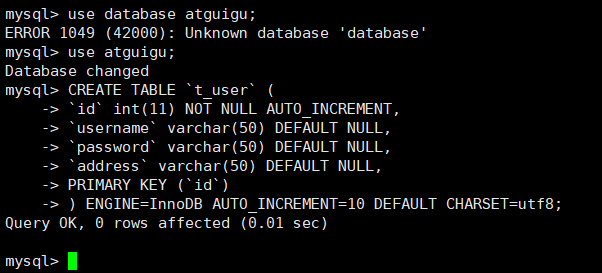 mysql> use database atguigu;
ERROR 1049 (42000): Unknown database 'database'
mysql> use atguigu;
Database changed
mysql> CREATE TABLE `t_user` (
    -> `id` int(11) NOT NULL AUTO_INCREMENT,
    -> `username` varchar(50) DEFAULT NULL,
    -> `password` varchar(50) DEFAULT NULL,
    -> `address` varchar(50) DEFAULT NULL,
    -> PRIMARY KEY (`id`)
    -> ) ENGINE=InnoDB AUTO_INCREMENT=10 DEFAULT CHARSET=utf8;
Query OK, 0 rows affected (0.01 sec)
mysql>